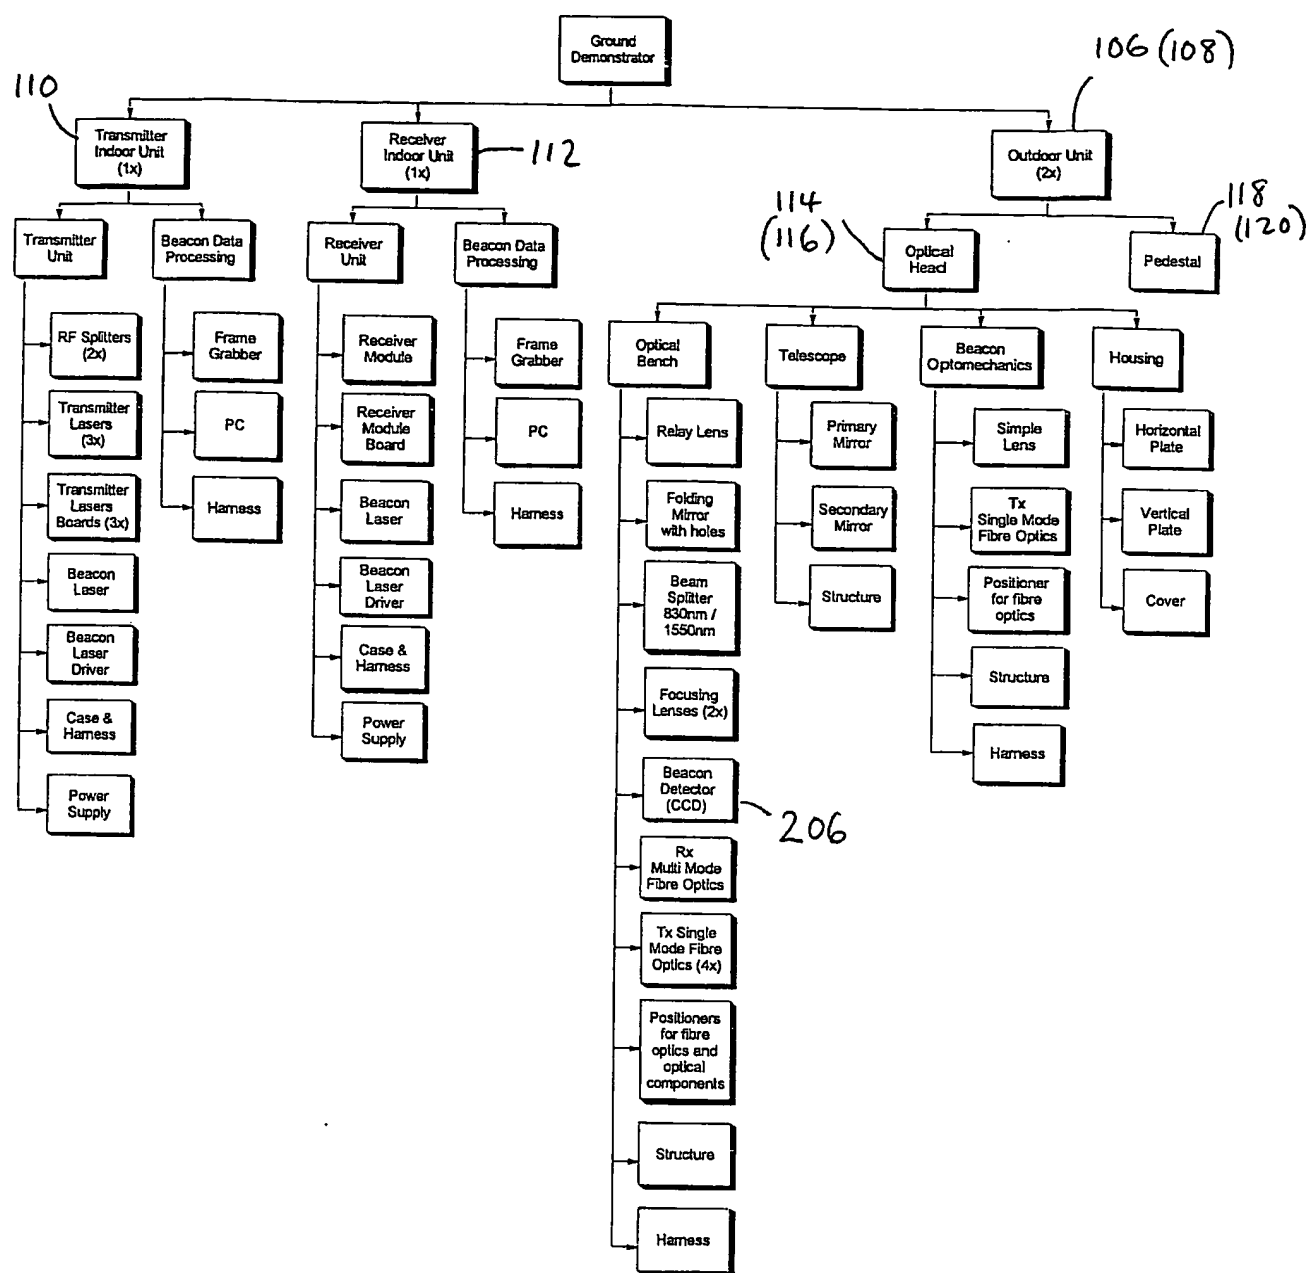 Ground
Demonstrator
106 (108)
110
Transmitter
Indoor Unit
(1x)
Receiver
Indoor Unit
(1x)
112
Outdoor Unit
(2x)
114
(116)
118
(120)
Transmitter
Unit
Beacon Data
Processing
Receiver
Unit
Beacon Data
Processing
Optical
Head
Pedestal
RF Splitters
(2x)
Transmitter
Lasers
(3x)
Transmitter
Lasers
Boards (3x)
Beacon
Laser
Beacon
Laser
Driver
Case &
Harness
Power
Supply
Frame
Grabber
PC
Harness
Receiver
Module
Receiver
Module
Board
Beacon
Laser
Beacon
Laser
Driver
Case &
Harness
Power
Supply
Frame
Grabber
PC
Harness
Optical
Bench
Telescope
Beacon
Optomechanics
Housing
Relay Lens
Folding
Mirror
with holes
Beam
Splitter
830nm /
1550nm
Focusing
Lenses (2x)
Beacon
Detector
(CCD)
206
Rx
Multi Mode
Fibre Optics
Tx Single
Mode Fibre
Optics (4x)
Positioners
for fibre
optics and
optical
components
Structure
Harness
Primary
Mirror
Secondary
Mirror
Structure
Simple
Lens
Tx
Single Mode
Fibre Optics
Positioner
for fibre
optics
Structure
Harness
Horizontal
Plate
Vertical
Plate
Cover